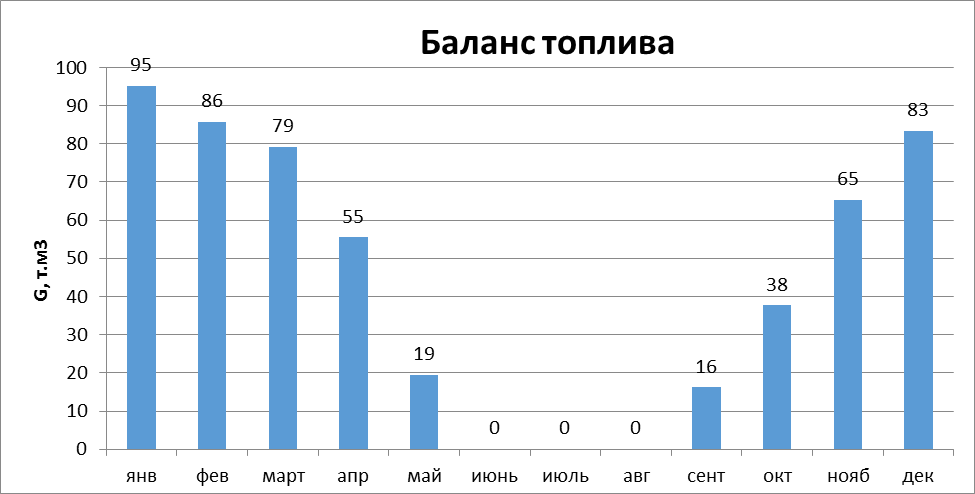 Баланс топлива
G, т.м3
100
90
80
70
60
50
40
30
20
10
0
95
86
79
55
19
0
0
0
16
38
65
83
янв
фев
март
апр
май
июнь
июль
авг
сент
окт
нояб
дек